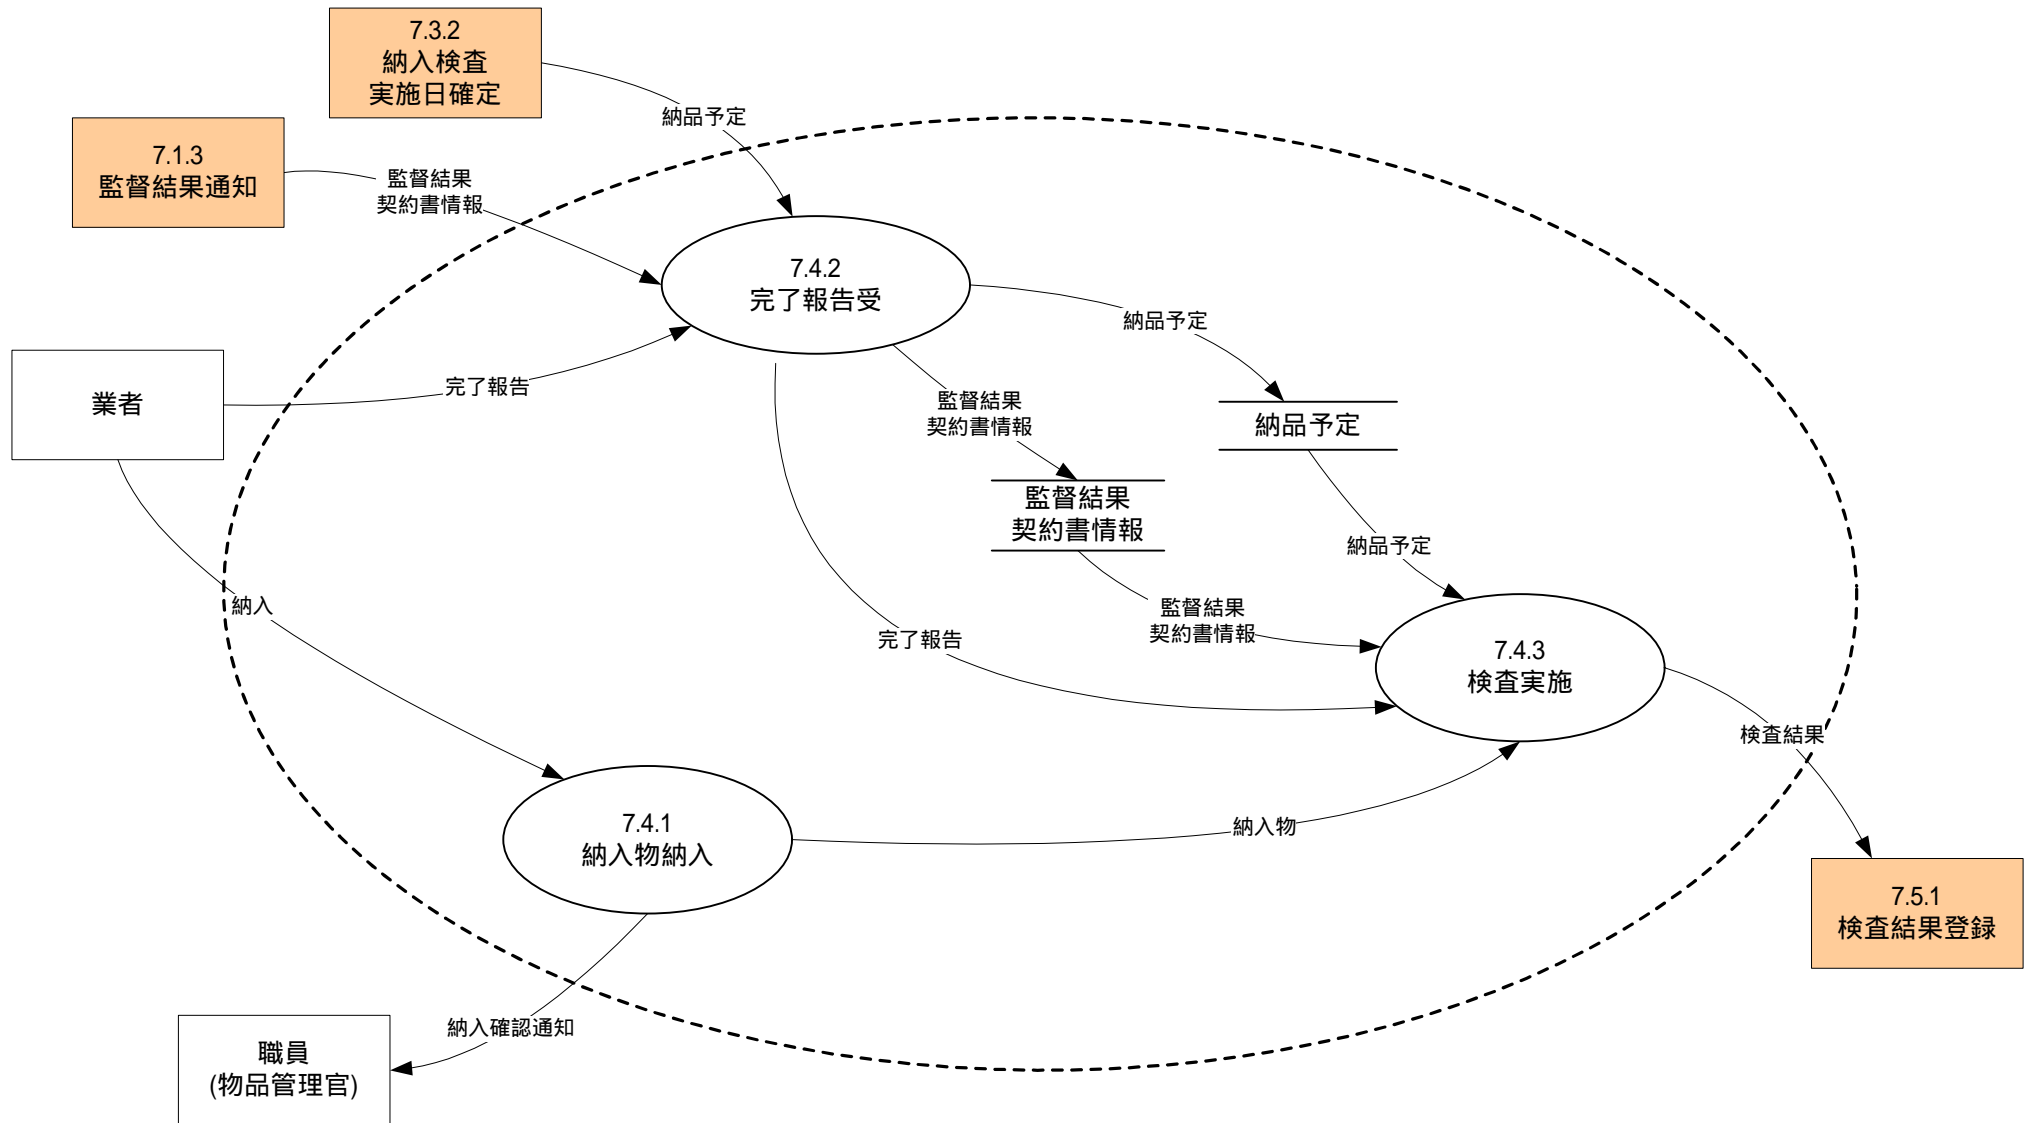 7.3.2
納入検査
実施日確定
納品予定
7.1.3
監督結果通知
監督結果
契約書情報
7.4.2
完了報告受
納品予定
業者
完了報告
監督結果
契約書情報
納品予定
監督結果
契約書情報
納品予定
納入
監督結果
契約書情報
完了報告
7.4.3
検査実施
検査結果
7.4.1
納入物納入
納入物
7.5.1
検査結果登録
納入確認通知
職員
(物品管理官)